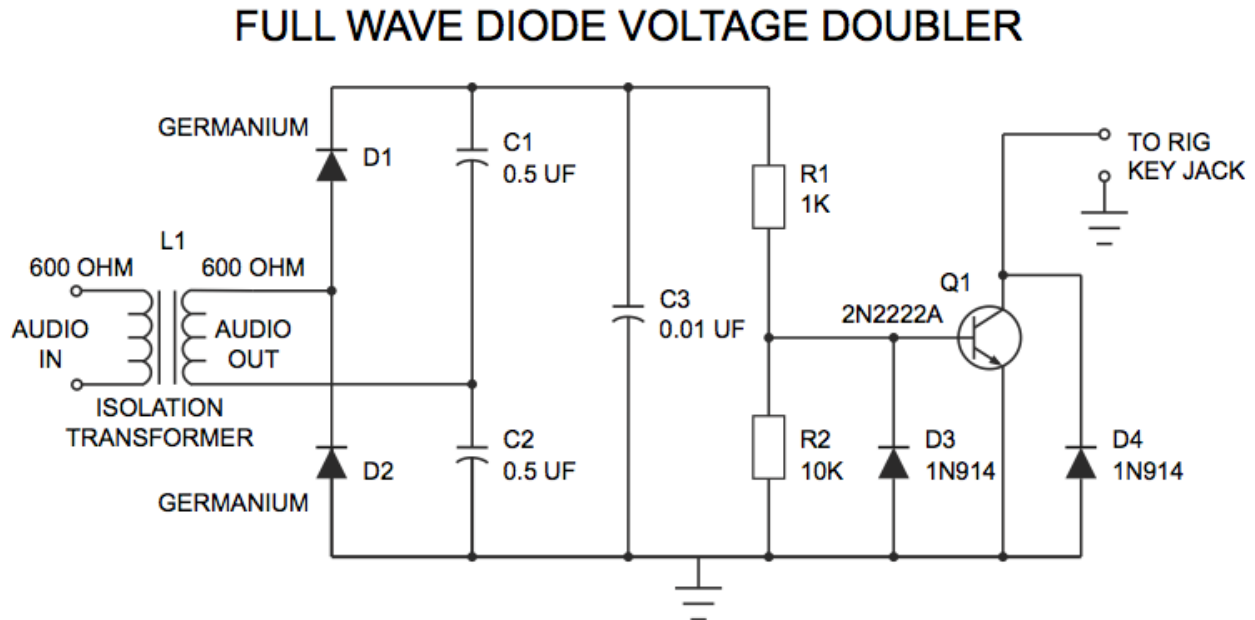 FULL WAVE DIODE VOLTAGE DOUBLER
GERMANIUM
D1
C1
0.5 UF
R1
1K
TO RIG
KEY JACK
L1
600 OHM
600 OHM
AUDIO
IN
AUDIO
OUT
ISOLATION
TRANSFORMER
C3
0.01 UF
Q1
2N2222A
D2
GERMANIUM
C2
0.5 UF
R2
10K
D3
1N914
D4
1N914